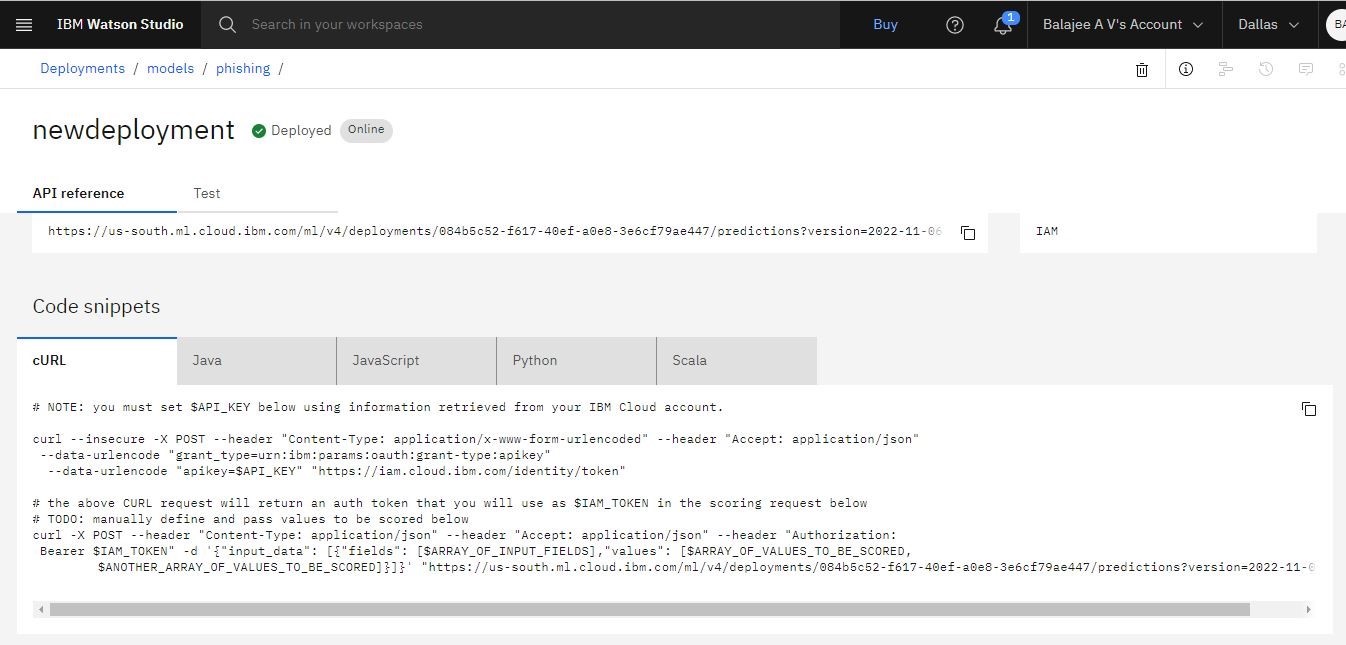 IBM Watson Studio
Search in your workspaces
Buy
1
Balajee A V's Account
Dallas
BA
Deployments / models / phishing /
newdeployment
Deployed
Online
API reference
Test
https://us-south.ml.cloud.ibm.com/ml/v4/deployments/084b5c52-f617-40ef-a0e8-3e6cf79ae447/predictions?version=2022-11-06
IAM
Code snippets
cURL
Java
JavaScript
Python
Scala
# NOTE: you must set $API_KEY below using information retrieved from your IBM Cloud account.
curl --insecure -X POST --header "Content-Type: application/x-www-form-urlencoded" --header "Accept: application/json"
--data-urlencode "grant_type=urn:ibm:params:oauth:grant-type:apikey"
--data-urlencode "apikey=$API_KEY" "https://iam.cloud.ibm.com/identity/token"
# the above CURL request will return an auth token that you will use as $IAM_TOKEN in the scoring request below
# TODO: manually define and pass values to be scored below
curl -X POST --header "Content-Type: application/json" --header "Accept: application/json" --header "Authorization:
Bearer $IAM_TOKEN" -d '{"input_data": [{"fields": [$ARRAY_OF_INPUT_FIELDS],"values": [$ARRAY_OF_VALUES_TO_BE_SCORED,
$ANOTHER_ARRAY_OF_VALUES_TO_BE_SCORED]}]}' "https://us-south.ml.cloud.ibm.com/ml/v4/deployments/084b5c52-f617-40ef-a0e8-3e6cf79ae447/predictions?version=2022-11-0